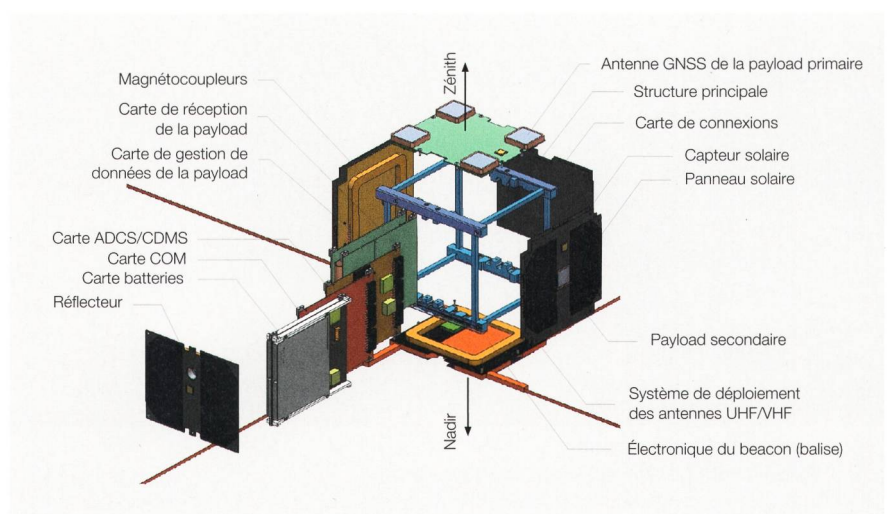 Magnétocoupleurs
Carte de réception
de la payload
Carte de gestion de
données de la payload
Carte ADCS/CDMS
Carte COM
Carte batteries
Réflecteur
Zénith
Nadir
Antenne GNSS de la payload primaire
Structure principale
Carte de connexions
Capteur solaire
Panneau solaire
Payload secondaire
Système de déploiement
des antennes UHF/VHF
Électronique du beacon (balise)